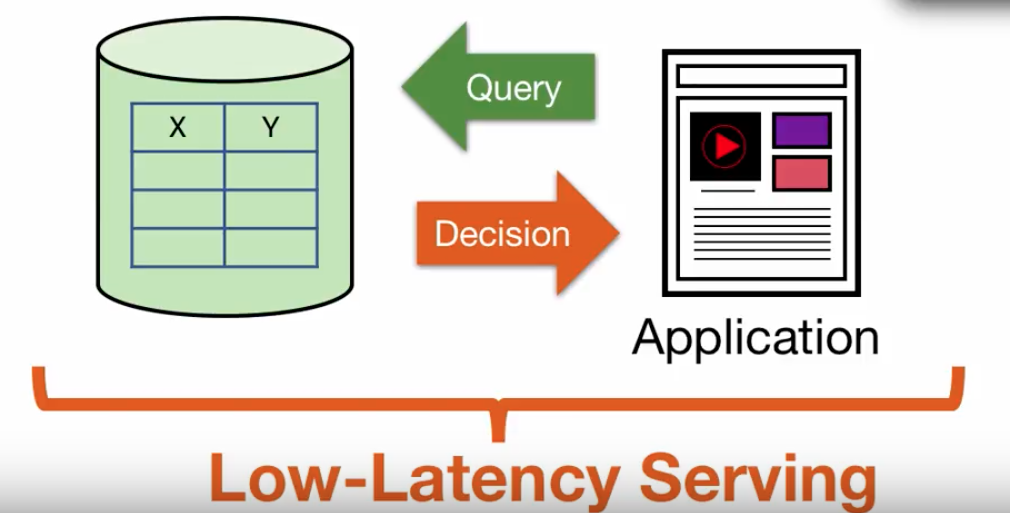 X Y
Query
Decision
Application
Low-Latency Serving